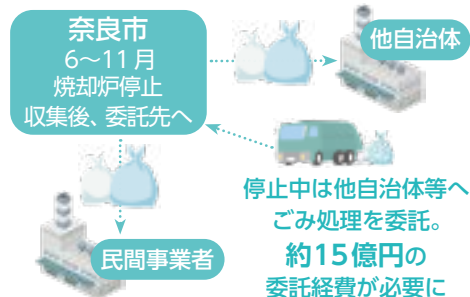 奈良市
6〜11月
焼却炉停止
収集後、委託先へ
他自治体
民間事業者
停止中は他自治体等へ
ごみ処理を委託。
約15億円の
委託経費が必要に